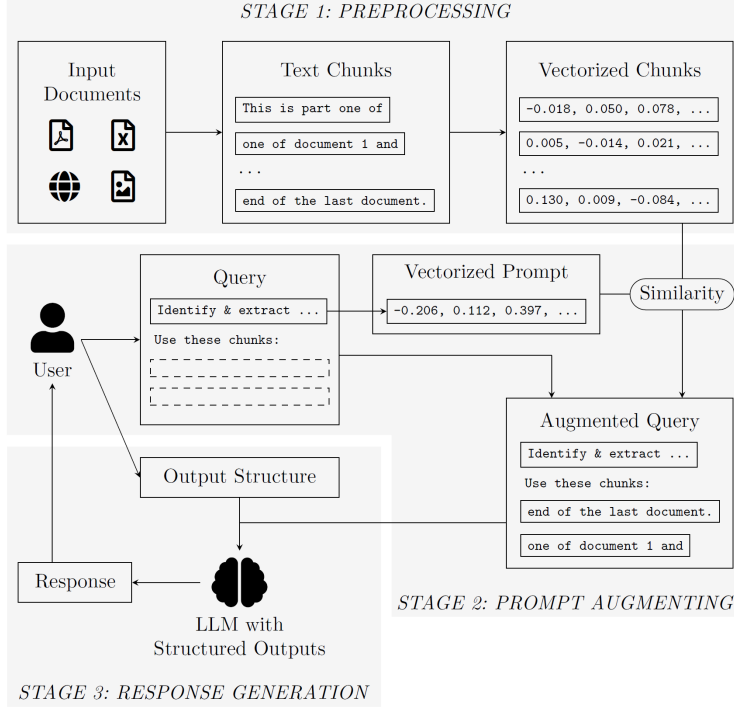 STAGE 1: PREPROCESSING
Input
Documents
Text Chunks
This is part one of
one of document 1 and
...
end of the last document.
Vectorized Chunks
-0.018, 0.050, 0.078, ...
0.005, -0.014, 0.021, ...
...
0.130, 0.009, -0.084, ...
User
Query
Identify & extract ...
Use these chunks:
Vectorized Prompt
-0.206, 0.112, 0.397, ...
Similarity
Augmented Query
Identify & extract ...
Use these chunks:
end of the last document.
one of document 1 and
STAGE 2: PROMPT AUGMENTING
Output Structure
LLM with
Structured Outputs
Response
STAGE 3: RESPONSE GENERATION